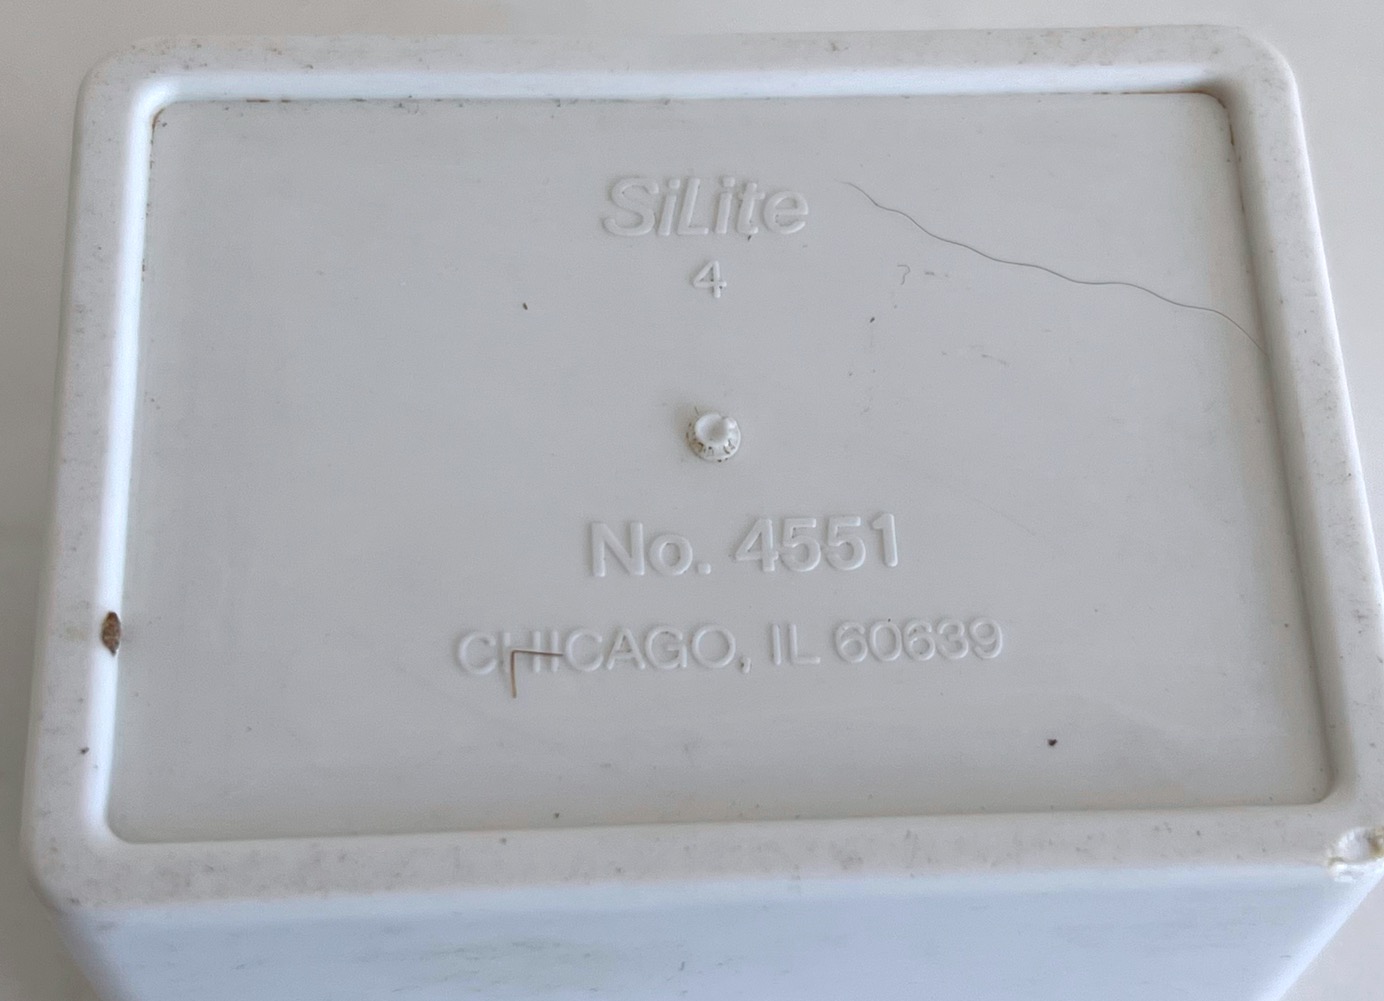 SiLite
4
No. 4551
CHICAGO, IL 60639